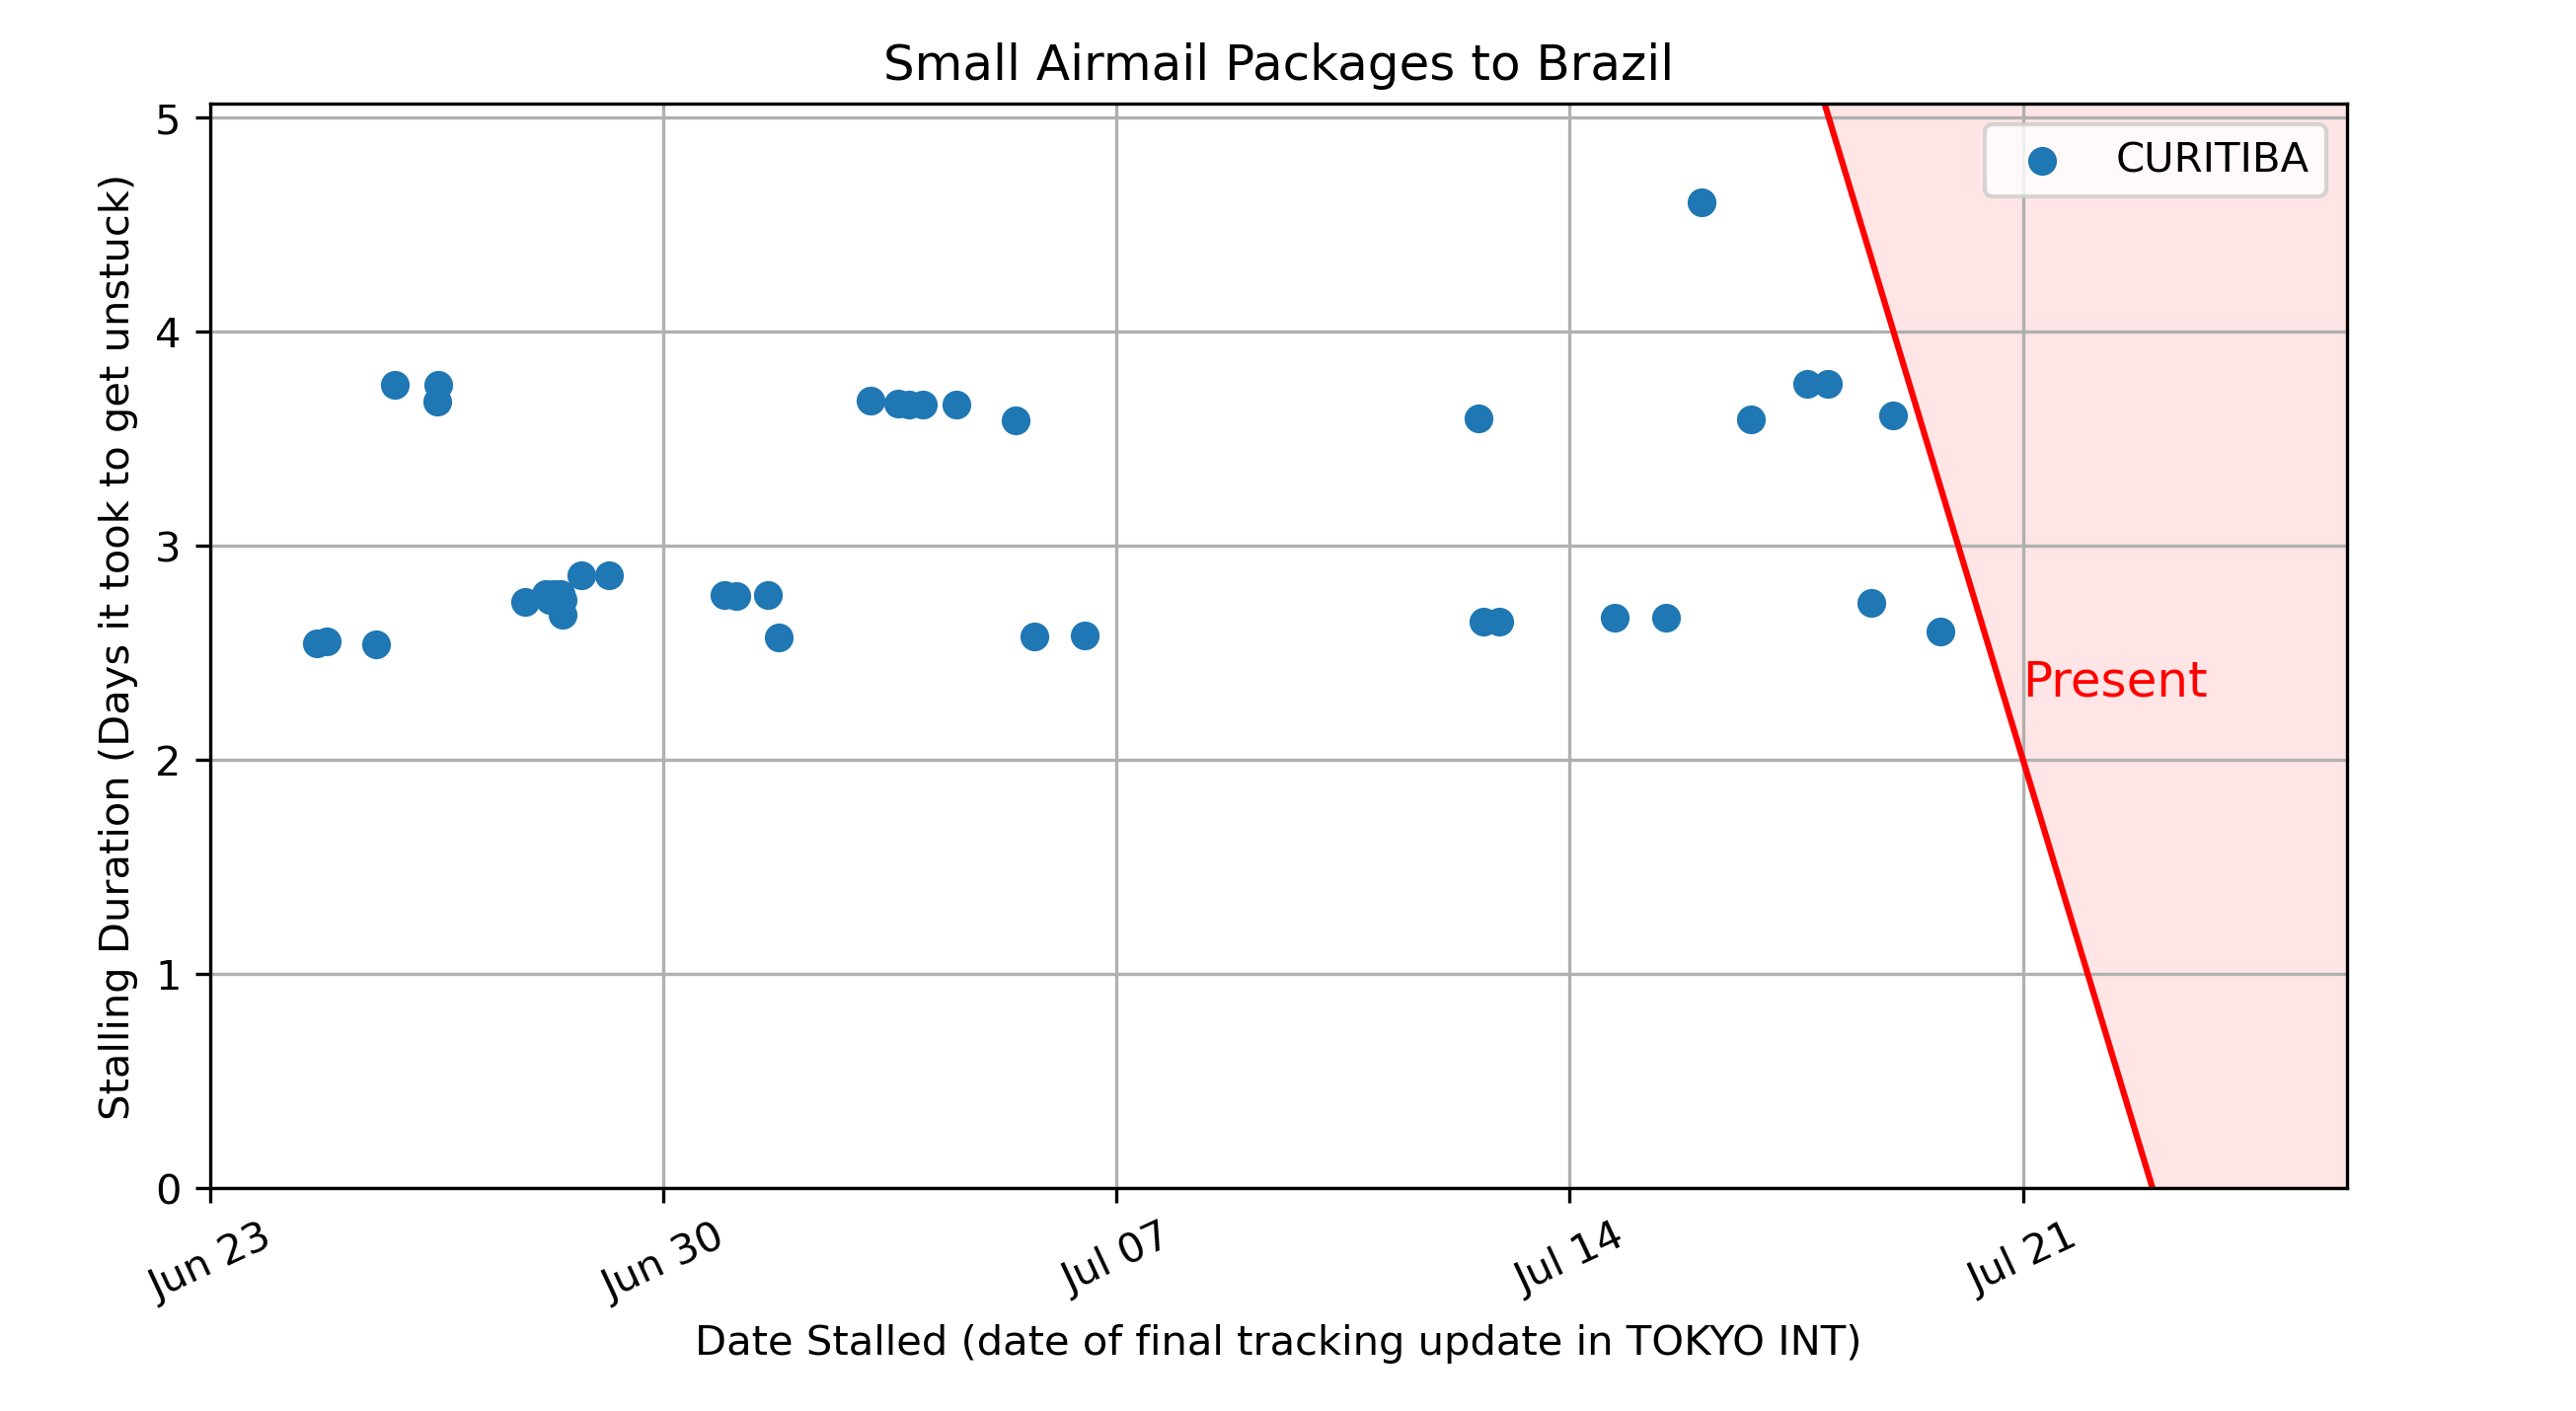 Small Airmail Packages to Brazil
Stalling Duration (Days it took to get unstuck)
5
4
3
2
1
0
CURITIBA
Present
Jun 23
Jun 30
Jul 07
Jul 14
Jul 21
Date Stalled (date of final tracking update in TOKYO INT)